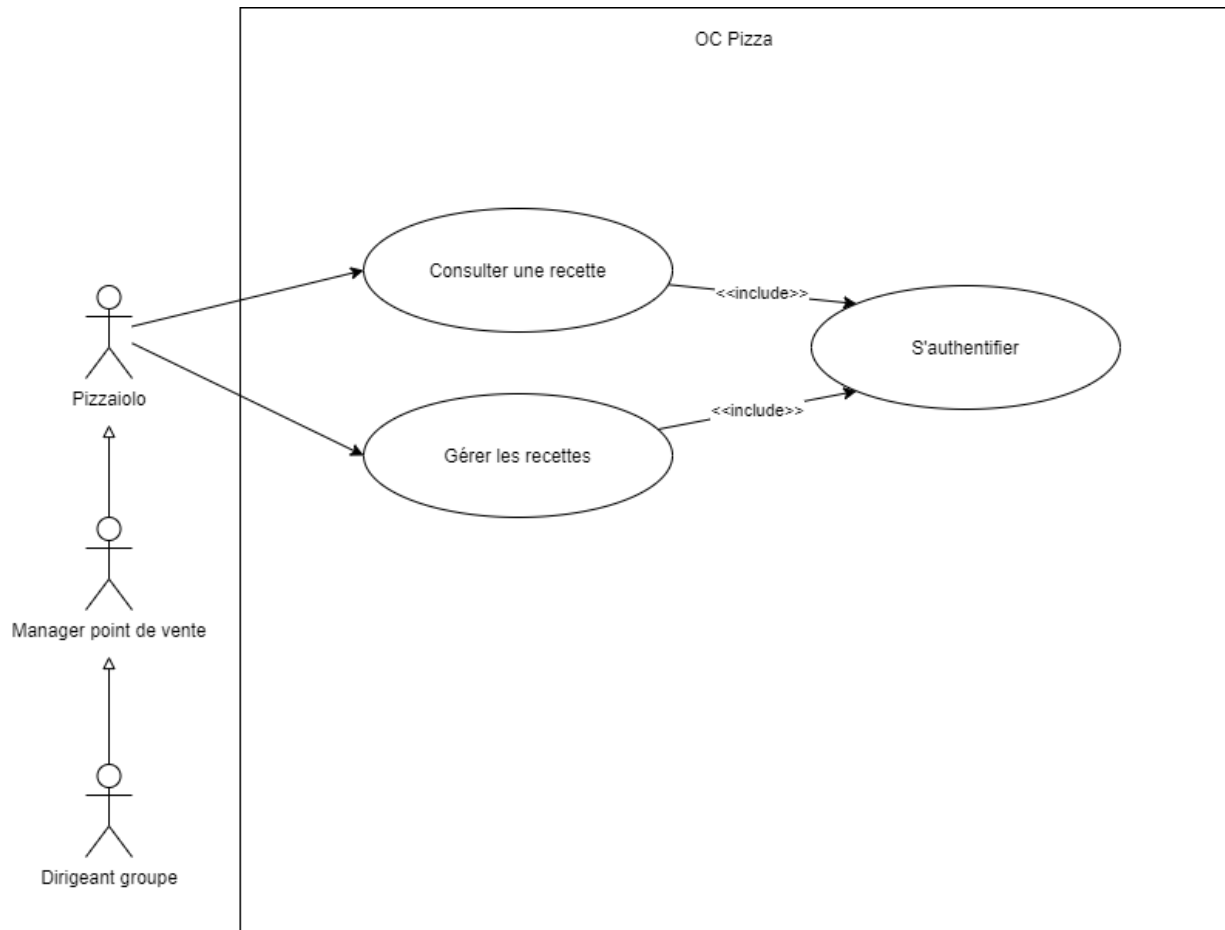 OC Pizza
Consulter une recette
<<include>>
S'authentifier
Pizzaiolo
<<include>>
Gérer les recettes
Manager point de vente
Dirigeant groupe